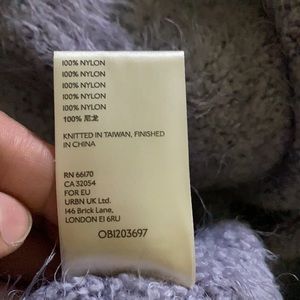 100% NYLON
100% NYLON
100% NYLON
100% NYLON
100% NYLON
100% 尼龙
KNITTED IN TAIWAN, FINISHED
IN CHINA
RN 66170
CA 32054
FOR EU
URBN UK Ltd.
146 Brick Lane,
LONDON E1 6RU
OB1203697